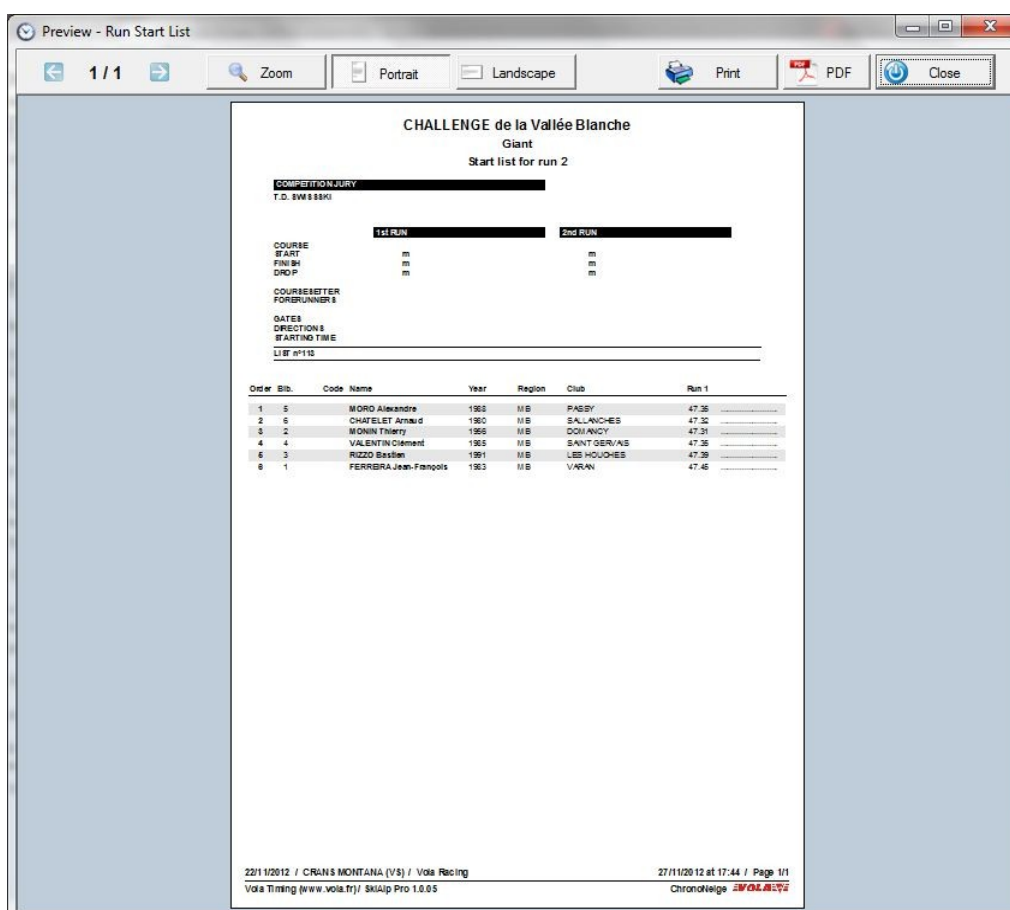 Preview - Run Start List
1 / 1 Zoom Portrait Landscape Print PDF Close
CHALLENGE de la Vallée Blanche
Giant
Start list for run 2
COMPETITION JURY
T.D. SWISSSKI
1st RUN 2nd RUN
COURSE
START m m
FINISH m m
DROP m m
COURSESETTER
FORERUNNERS
GATES
DIRECTIONS
STARTING TIME
LIST n°113
Order Bib. Code Name Year Region Club Run 1
1 5 MORO Alexandre 1988 MB PASSY 47.36
2 6 CHATELET Arnaud 1980 MB SALLANCHES 47.32
3 2 MONIN Thierry 1956 MB DOMANCY 47.31
4 4 VALENTIN Clément 1985 MB SAINT GERVAIS 47.35
5 3 RIZZO Bastien 1991 MB LES HOUCHES 47.39
6 1 FERREIRA Jean-François 1983 MB VARAN 47.45
22/11/2012 / CRANS MONTANA (VS) / Vola Racing 27/11/2012 at 17:44 / Page 1/1
Vola Timing (www.vola.fr)/ SkiAlp Pro 1.0.05 ChronoNeige VOLA